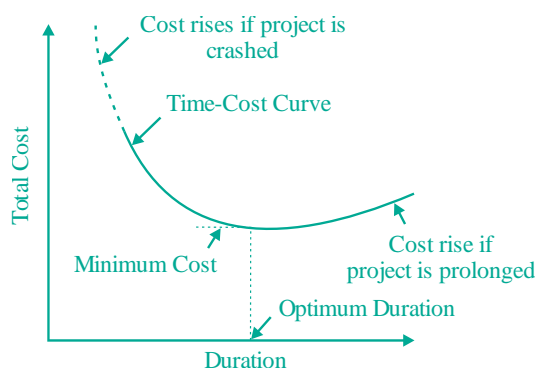 Cost rises if project is
crashed
Time-Cost Curve
Total Cost
Minimum Cost
Cost rise if
project is prolonged
Optimum Duration
Duration